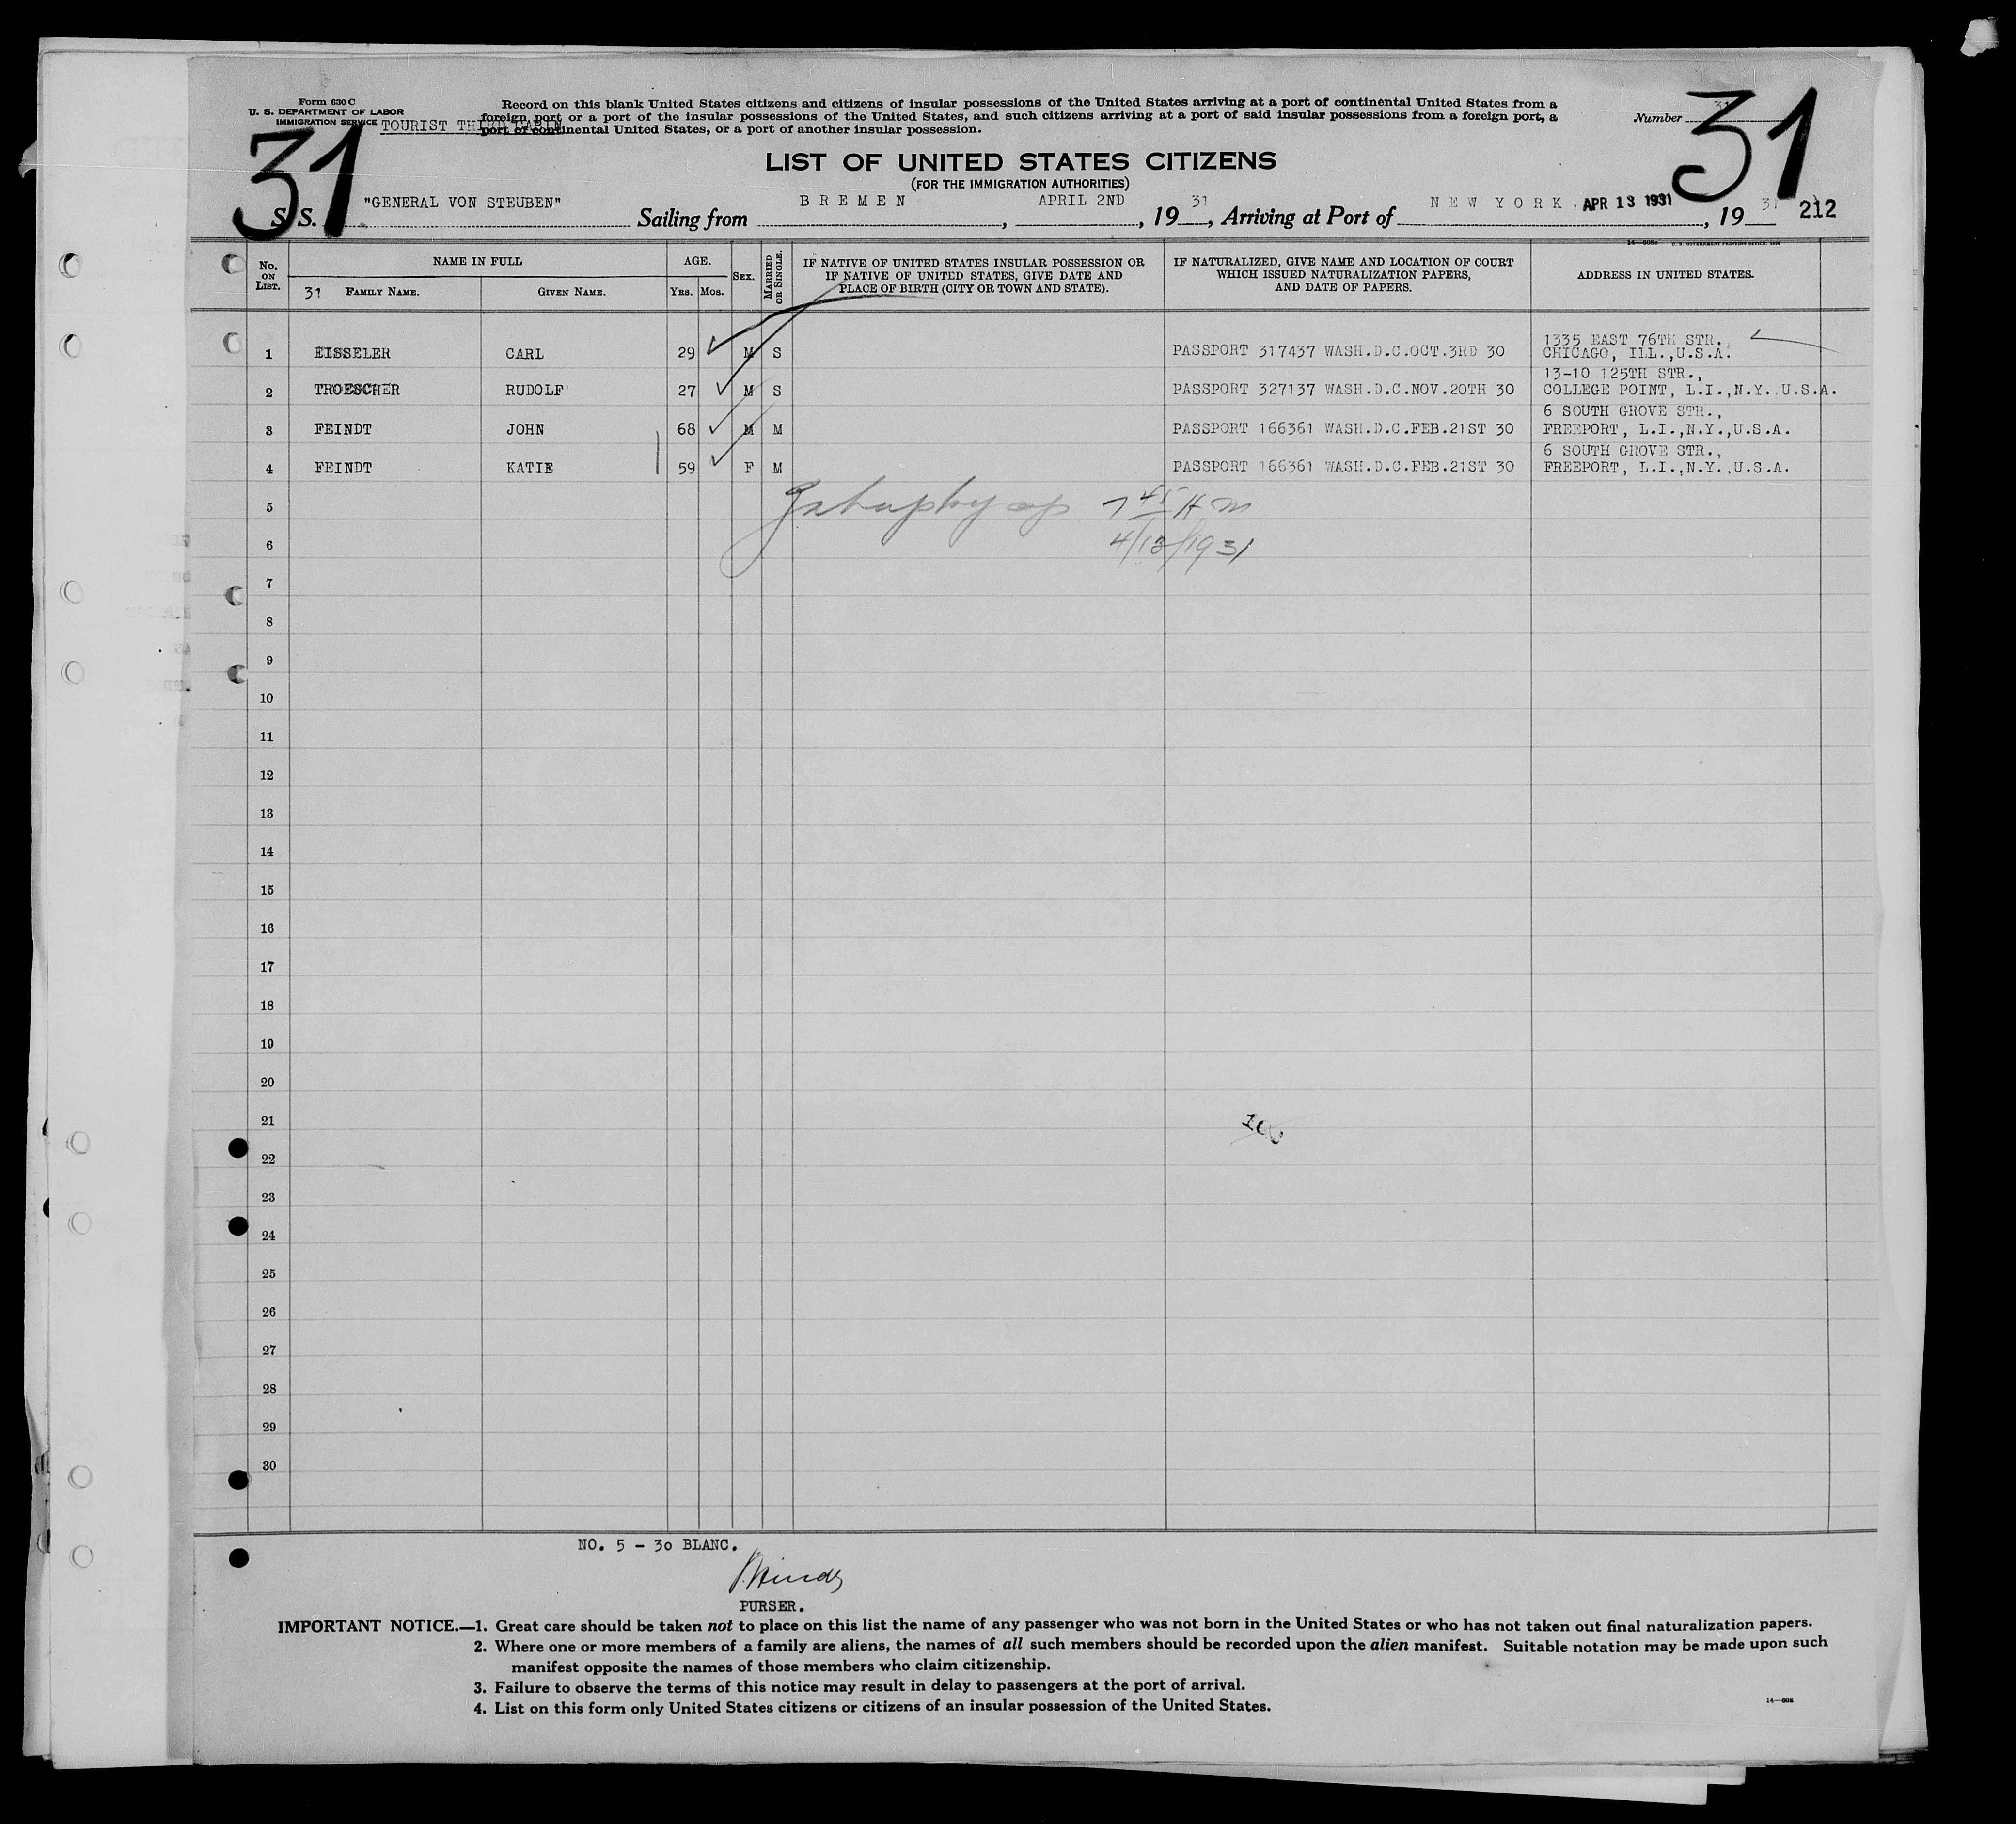 Form 630 C
U. S. DEPARTMENT OF LABOR
IMMIGRATION SERVICE TOURIST THIRD CABIN
Record on this blank United States citizens and citizens of insular possessions of the United States arriving at a port of continental United States from a
foreign port or a port of the insular possessions of the United States, and such citizens arriving at a port of said insular possessions from a foreign port, a
port of continental United States, or a port of another insular possession.
Number 31
31
31
LIST OF UNITED STATES CITIZENS
(FOR THE IMMIGRATION AUTHORITIES)
S. S. "GENERAL VON STEUBEN" Sailing from BREMEN, APRIL 2ND, 1931, Arriving at Port of NEW YORK. APR 13 1931, 1931 212
No. ON LIST. NAME IN FULL AGE. SEX. MARRIED OR SINGLE. IF NATIVE OF UNITED STATES INSULAR POSSESSION OR IF NATIVE OF UNITED STATES, GIVE DATE AND PLACE OF BIRTH (CITY OR TOWN AND STATE). IF NATURALIZED, GIVE NAME AND LOCATION OF COURT WHICH ISSUED NATURALIZATION PAPERS, AND DATE OF PAPERS. ADDRESS IN UNITED STATES.
31 FAMILY NAME. GIVEN NAME. YRS. MOS.
1335 EAST 76TH STR.,
1 EISSELER CARL 29 M S PASSPORT 317437 WASH.D.C.OCT.3RD 30 CHICAGO, ILL.,U.S.A.
13-10 125TH STR.,
2 TROESCHER RUDOLF 27 M S PASSPORT 327137 WASH.D.C.NOV.20TH 30 COLLEGE POINT, L.I.,N.Y.,U.S.A.
6 SOUTH GROVE STR.,
3 FEINDT JOHN 68 M M PASSPORT 166361 WASH.D.C.FEB.21ST 30 FREEPORT, L.I.,N.Y.,U.S.A.
6 SOUTH GROVE STR.,
4 FEINDT KATIE 59 F M PASSPORT 166361 WASH.D.C.FEB.21ST 30 FREEPORT, L.I.,N.Y.,U.S.A.
5 7 45 A M
6 4/13/1931
7
8
9
10
11
12
13
14
15
16
17
18
19
20
21
22
23
24
25
26
27
28
29
30
NO. 5 - 30 BLANC.
PURSER.
IMPORTANT NOTICE.—1. Great care should be taken not to place on this list the name of any passenger who was not born in the United States or who has not taken out final naturalization papers.
2. Where one or more members of a family are aliens, the names of all such members should be recorded upon the alien manifest. Suitable notation may be made upon such
manifest opposite the names of those members who claim citizenship.
3. Failure to observe the terms of this notice may result in delay to passengers at the port of arrival.
4. List on this form only United States citizens or citizens of an insular possession of the United States.
14—608